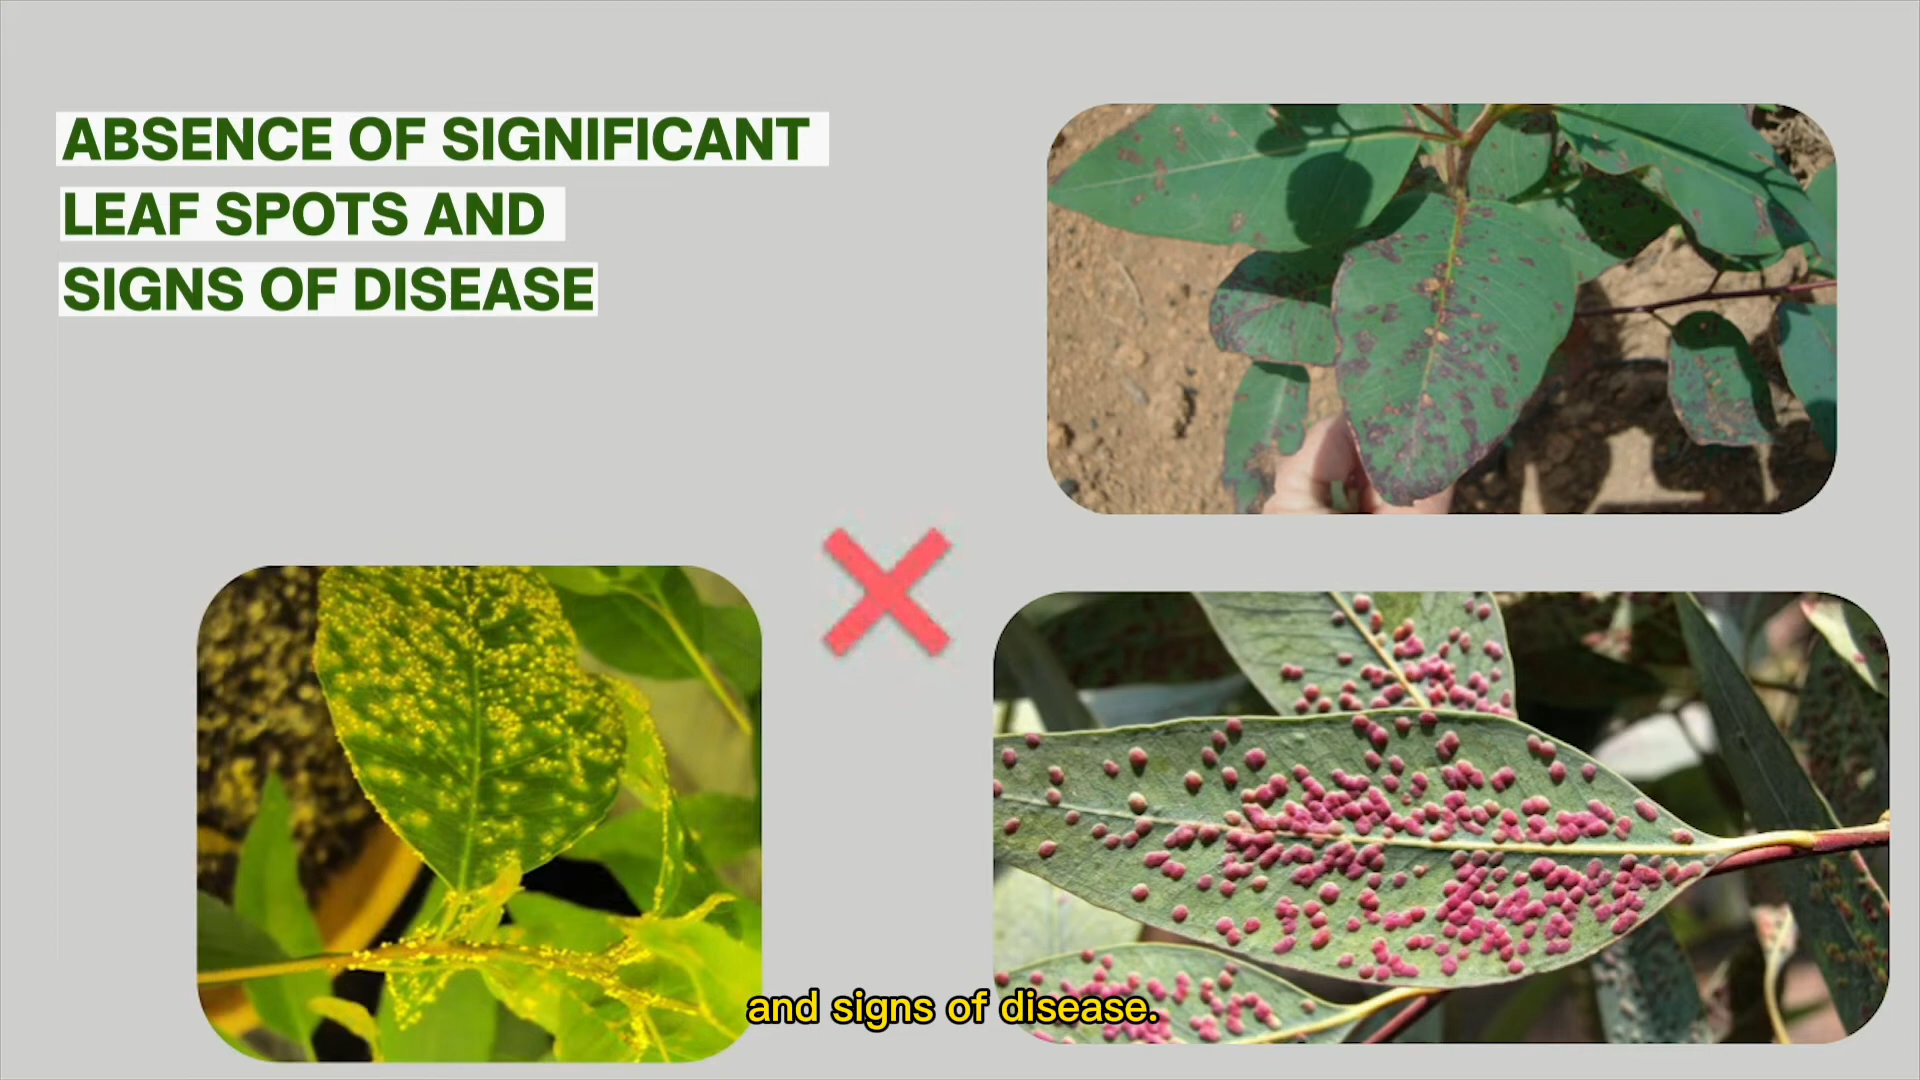 ABSENCE OF SIGNIFICANT
LEAF SPOTS AND
SIGNS OF DISEASE
and signs of disease.